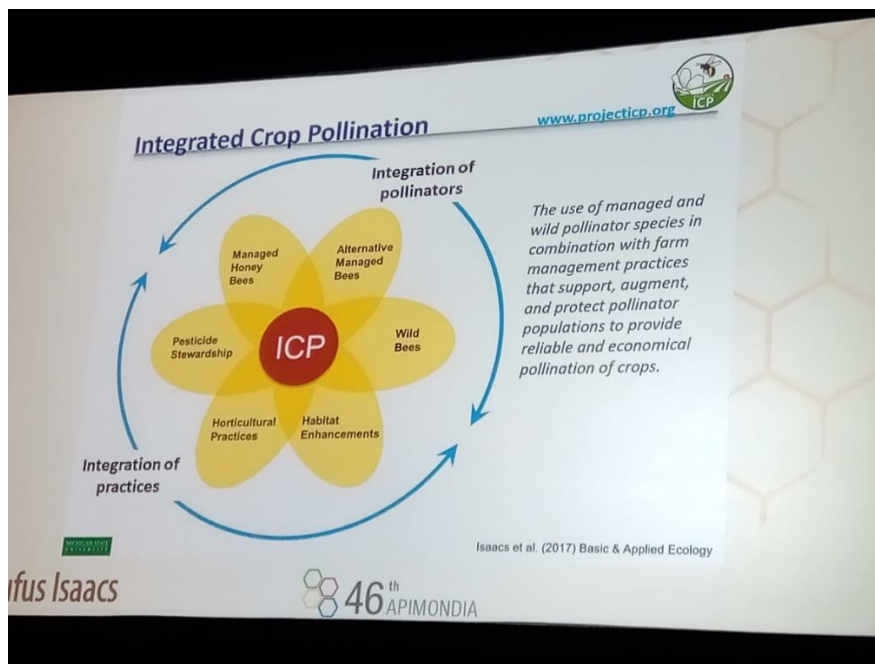 Integrated Crop Pollination
www.projecticp.org
ICP
Integration of
pollinators
Managed
Honey
Bees
Alternative
Managed
Bees
Pesticide
Stewardship
ICP
Wild
Bees
Horticultural
Practices
Habitat
Enhancements
Integration of
practices
The use of managed and
wild pollinator species in
combination with farm
management practices
that support, augment,
and protect pollinator
populations to provide
reliable and economical
pollination of crops.
MICHIGAN STATE
UNIVERSITY
Isaacs et al. (2017) Basic & Applied Ecology
ufus Isaacs
46th APIMONDIA